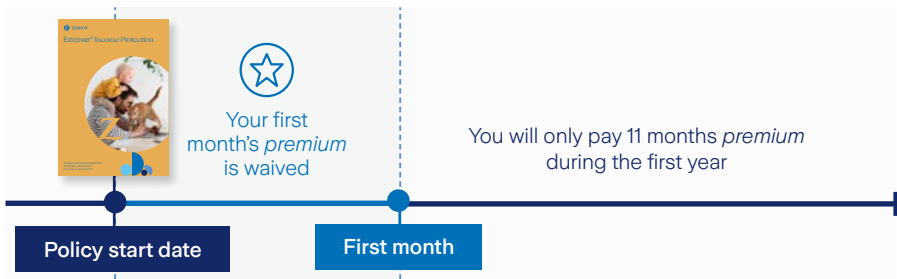 ZURICH
Ezicover® Income Protection
Z
Your first
month's premium
is waived
You will only pay 11 months premium
during the first year
Policy start date
First month